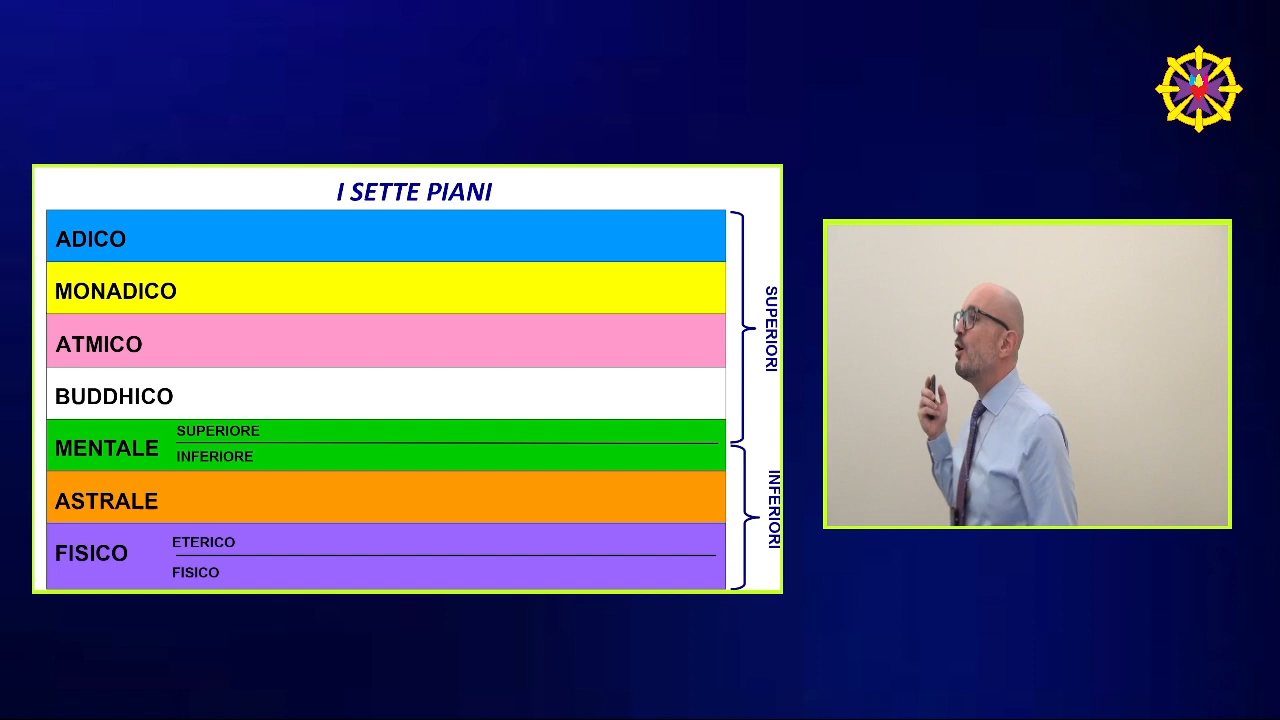 I SETTE PIANI
ADICO
MONADICO
ATMICO
BUDDHICO
MENTALE
SUPERIORE
INFERIORE
ASTRALE
FISICO
ETERICO
FISICO
SUPERIORI
INFERIORI